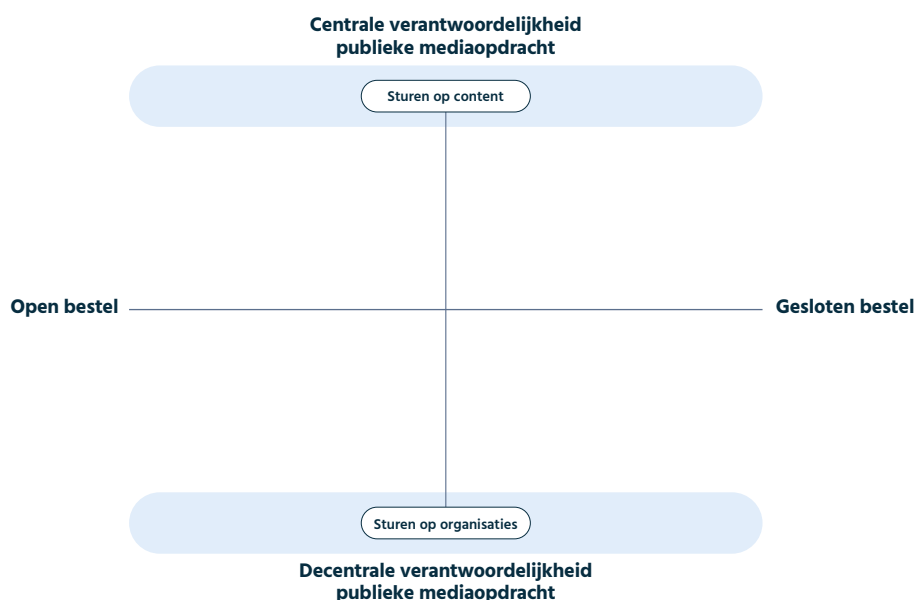 Centrale verantwoordelijkheid
publieke mediaopdracht
Sturen op content
Open bestel
Gesloten bestel
Sturen op organisaties
Decentrale verantwoordelijkheid
publieke mediaopdracht